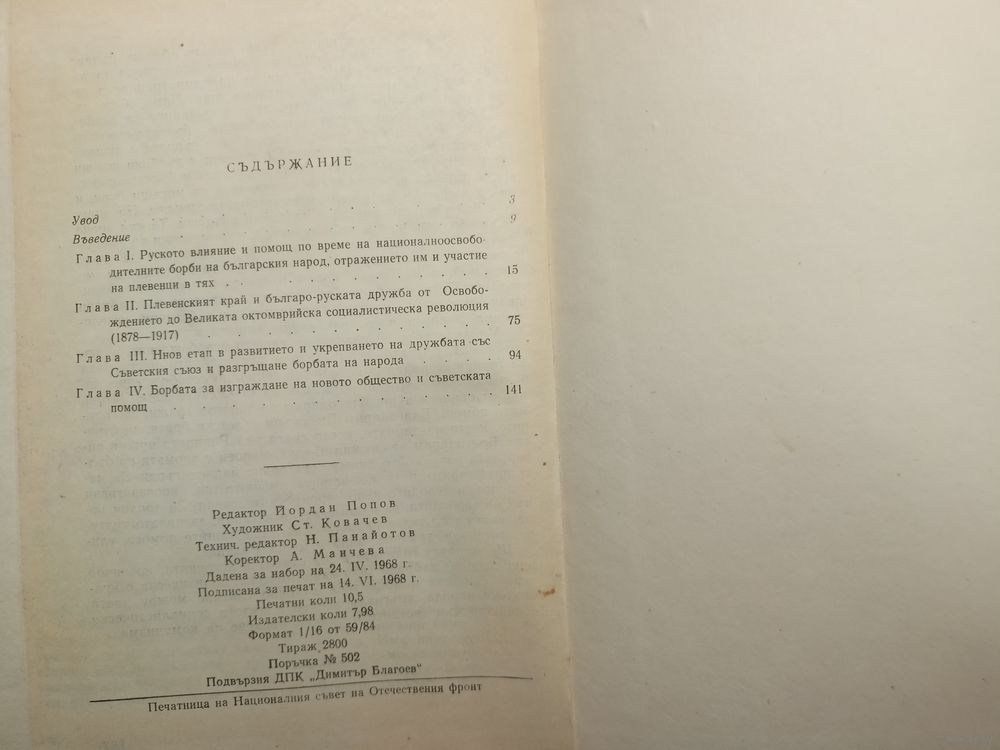 СЪДЪРЖАНИЕ
Увод . . . . . . . . . . . . 3
Въведение . . . . . . . . . . . 9
Глава I. Руското влияние и помощ по време на националноосвобо-
дителните борби на българския народ, отражението им и участие
на плевенци в тях . . . . . . . . . . 15
Глава II. Плевенският край и българо-руската дружба от Освобо-
ждението до Великата октомврийска социалистическа революция
(1878—1917) . . . . . . . . . . 75
Глава III. Ннов етап в развитието и укрепването на дружбата със
Съветския съюз и разгръщане борбата на народа . . . . 94
Глава IV. Борбата за изграждане на новото общество и съветската
помощ . . . . . . . . . . . . 141
Редактор Йордан Попов
Художник Ст. Ковачев
Технич. редактор Н. Панайотов
Коректор А. Манчева
Дадена за набор на 24. IV. 1968 г.
Подписана за печат на 14. VI. 1968 г.
Печатни коли 10,5
Издателски коли 7,98
Формат 1/16 от 59/84
Тираж 2800
Поръчка № 502
Подвързия ДПК „Димитър Благоев“
Печатница на Националния съвет на Отечествения фронт